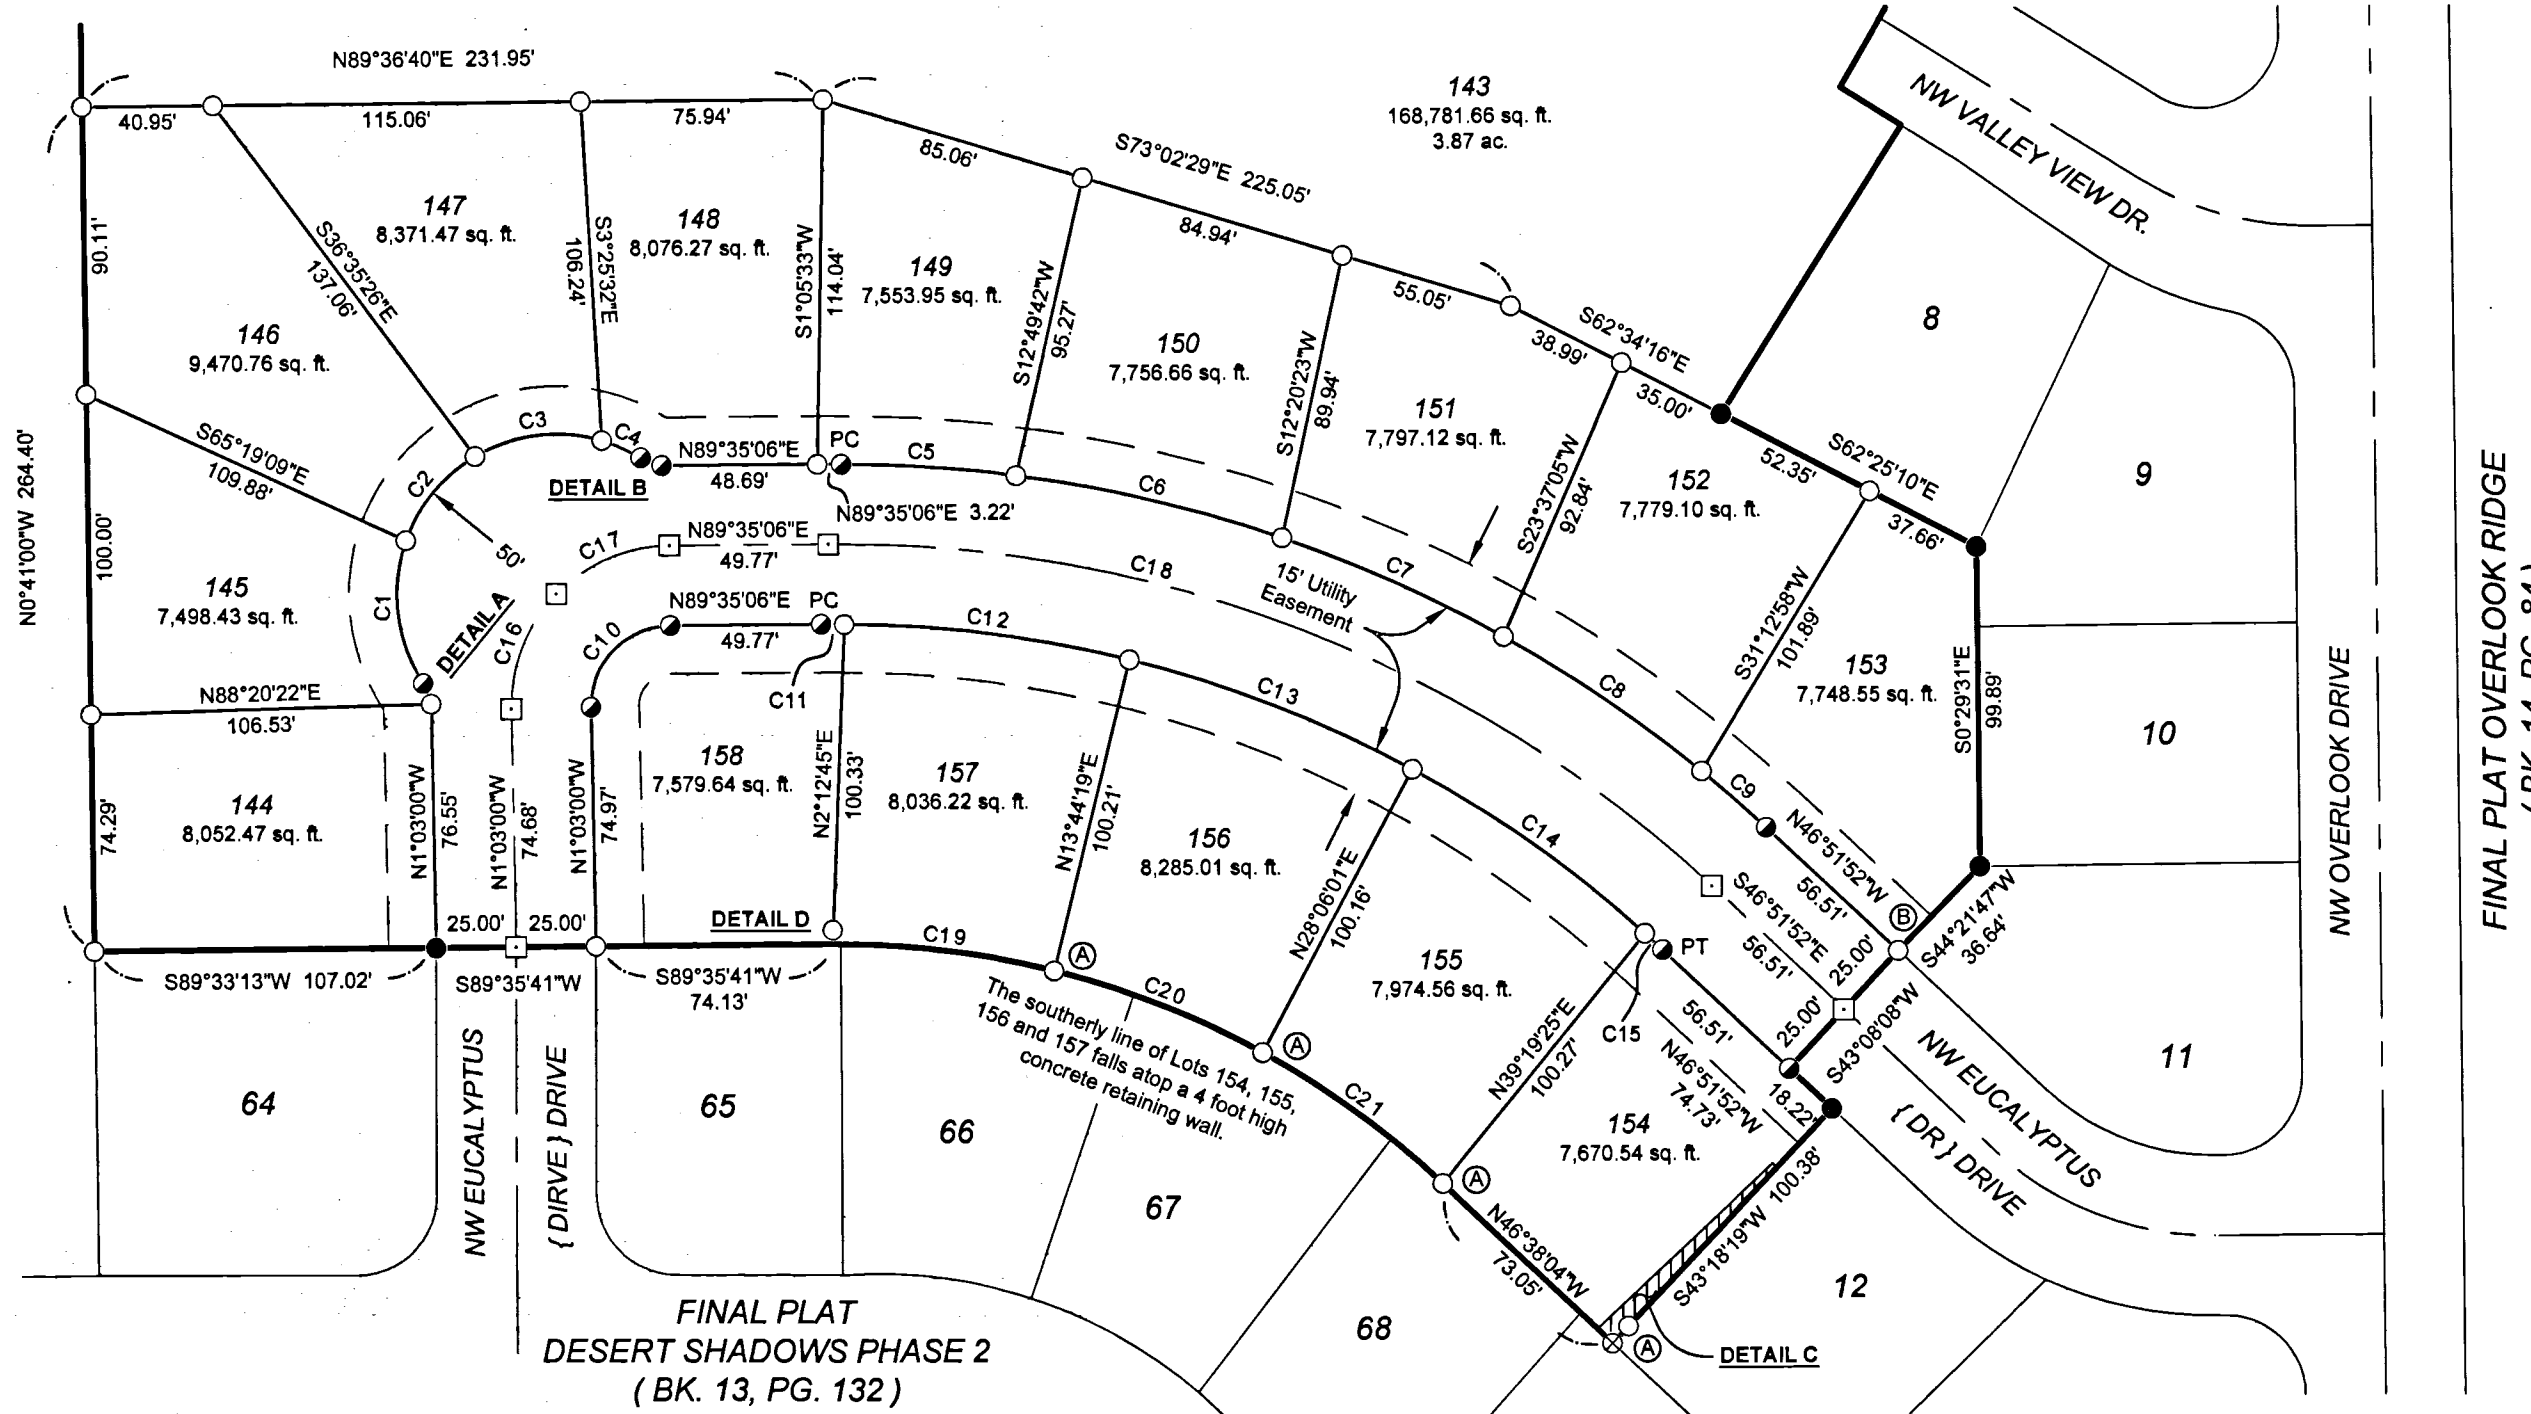 N89°36'40"E 231.95'
40.95'
115.06'
75.94'
85.06'
S73°02'29"E 225.05'
84.94'
55.05'
143
168,781.66 sq. ft.
3.87 ac.
NW VALLEY VIEW DR.
S62°34'16"E
38.99'
35.00'
S62°25'10"E
52.35'
37.66'
8
9
10
11
12
N0°41'00"W 264.40'
90.11'
100.00'
74.29'
146
9,470.76 sq. ft.
S36°35'26"E
137.06'
147
8,371.47 sq. ft.
S3°25'32"E
106.24'
148
8,076.27 sq. ft.
S1°05'33"W
114.04'
149
7,553.95 sq. ft.
S12°49'42"W
95.27'
150
7,756.66 sq. ft.
S12°20'23"W
89.94'
151
7,797.12 sq. ft.
S23°37'05"W
92.84'
152
7,779.10 sq. ft.
S31°12'58"W
101.89'
153
7,748.55 sq. ft.
S0°29'31"E
99.89'
S65°19'09"E
109.88'
C1
C2
C3
C4
50'
DETAIL A
DETAIL B
N89°35'06"E
48.69'
PC
C5
N89°35'06"E 3.22'
C6
C7
C8
C9
145
7,498.43 sq. ft.
C16
C17
N89°35'06"E
49.77'
C18
15' Utility
Easement
C10
N89°35'06"E
49.77'
PC
C11
C12
C13
C14
C15
PT
N88°20'22"E
106.53'
144
8,052.47 sq. ft.
N1°03'00"W
76.55'
N1°03'00"W
74.68'
N1°03'00"W
74.97'
158
7,579.64 sq. ft.
N2°12'45"E
100.33'
157
8,036.22 sq. ft.
N13°44'19"E
100.21'
156
8,285.01 sq. ft.
N28°06'01"E
100.16'
155
7,974.56 sq. ft.
N39°19'25"E
100.27'
154
7,670.54 sq. ft.
N46°51'52"W
56.51'
B
S44°21'47"W
36.64'
S46°51'52"E
56.51'
25.00'
25.00'
S43°08'08"W
56.51'
N46°51'52"W
74.73'
18.22'
S43°18'19"W 100.38'
N46°38'04"W
73.05'
DETAIL C
A
A
A
A
DETAIL D
C19
C20
C21
The southerly line of Lots 154, 155,
156 and 157 falls atop a 4 foot high
concrete retaining wall.
25.00'
25.00'
S89°33'13"W 107.02'
S89°35'41"W
S89°35'41"W
74.13'
64
65
66
67
68
NW EUCALYPTUS
{ DIRVE } DRIVE
NW EUCALYPTUS
{ DR } DRIVE
NW OVERLOOK DRIVE
FINAL PLAT OVERLOOK RIDGE
FINAL PLAT
DESERT SHADOWS PHASE 2
( BK. 13, PG. 132 )